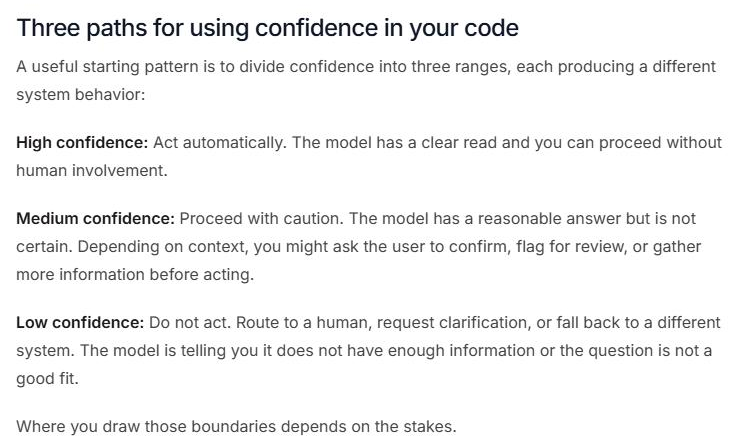 Three paths for using confidence in your code
A useful starting pattern is to divide confidence into three ranges, each producing a different
system behavior:
High confidence: Act automatically. The model has a clear read and you can proceed without
human involvement.
Medium confidence: Proceed with caution. The model has a reasonable answer but is not
certain. Depending on context, you might ask the user to confirm, flag for review, or gather
more information before acting.
Low confidence: Do not act. Route to a human, request clarification, or fall back to a different
system. The model is telling you it does not have enough information or the question is not a
good fit.
Where you draw those boundaries depends on the stakes.